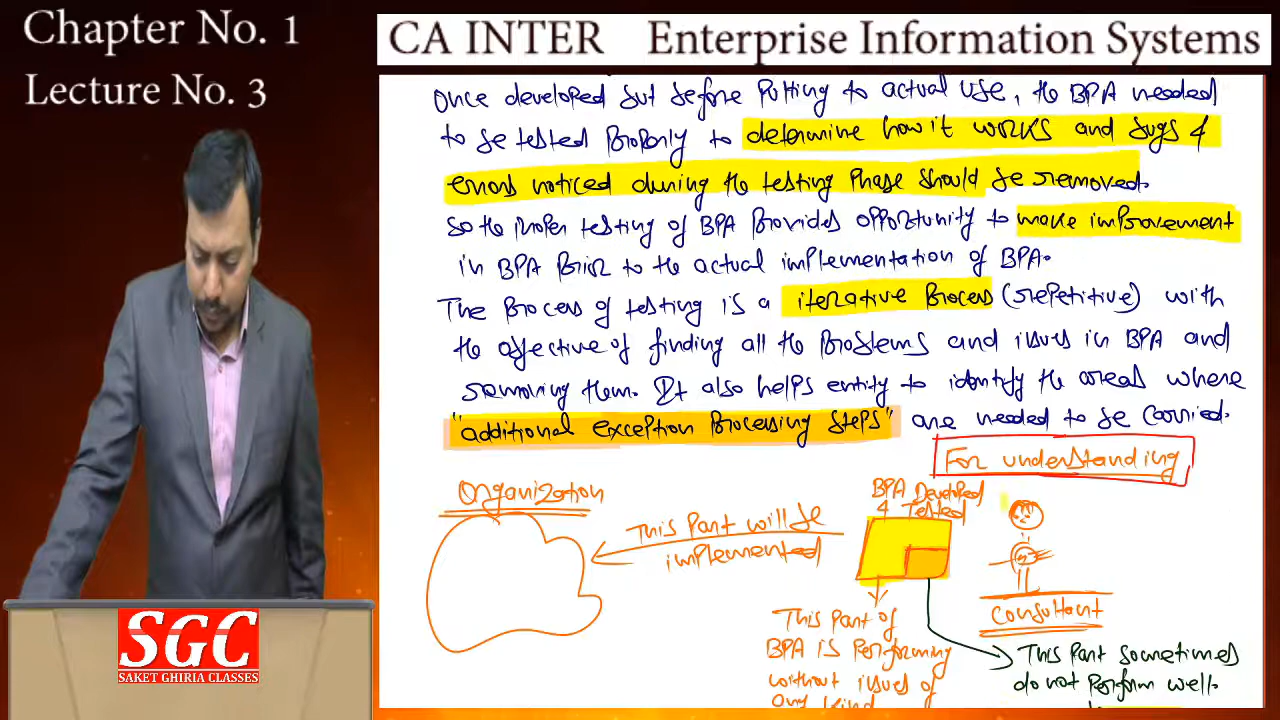 Chapter No. 1
Lecture No. 3
CA INTER Enterprise Information Systems
Once developed but before putting to actual use, the BPA needed
to be tested properly to determine how it works and bugs &
errors noticed during the testing phase should be removed.
So the proper testing of BPA provides opportunity to make improvement
in BPA prior to the actual implementation of BPA.
The process of testing is a iterative process (repetitive) with
the objective of finding all the problems and issues in BPA and
removing them. It also helps entity to identify the areas where
"additional exception processing steps" are needed to be carried.
For understanding
Organization
This Part will be
implemented
BPA Developed
& Tested
Consultant
This part of
BPA is Performing
without issues of
any kind
This Part sometimes
do not perform well.
SGC
SAKET GHIRIA CLASSES